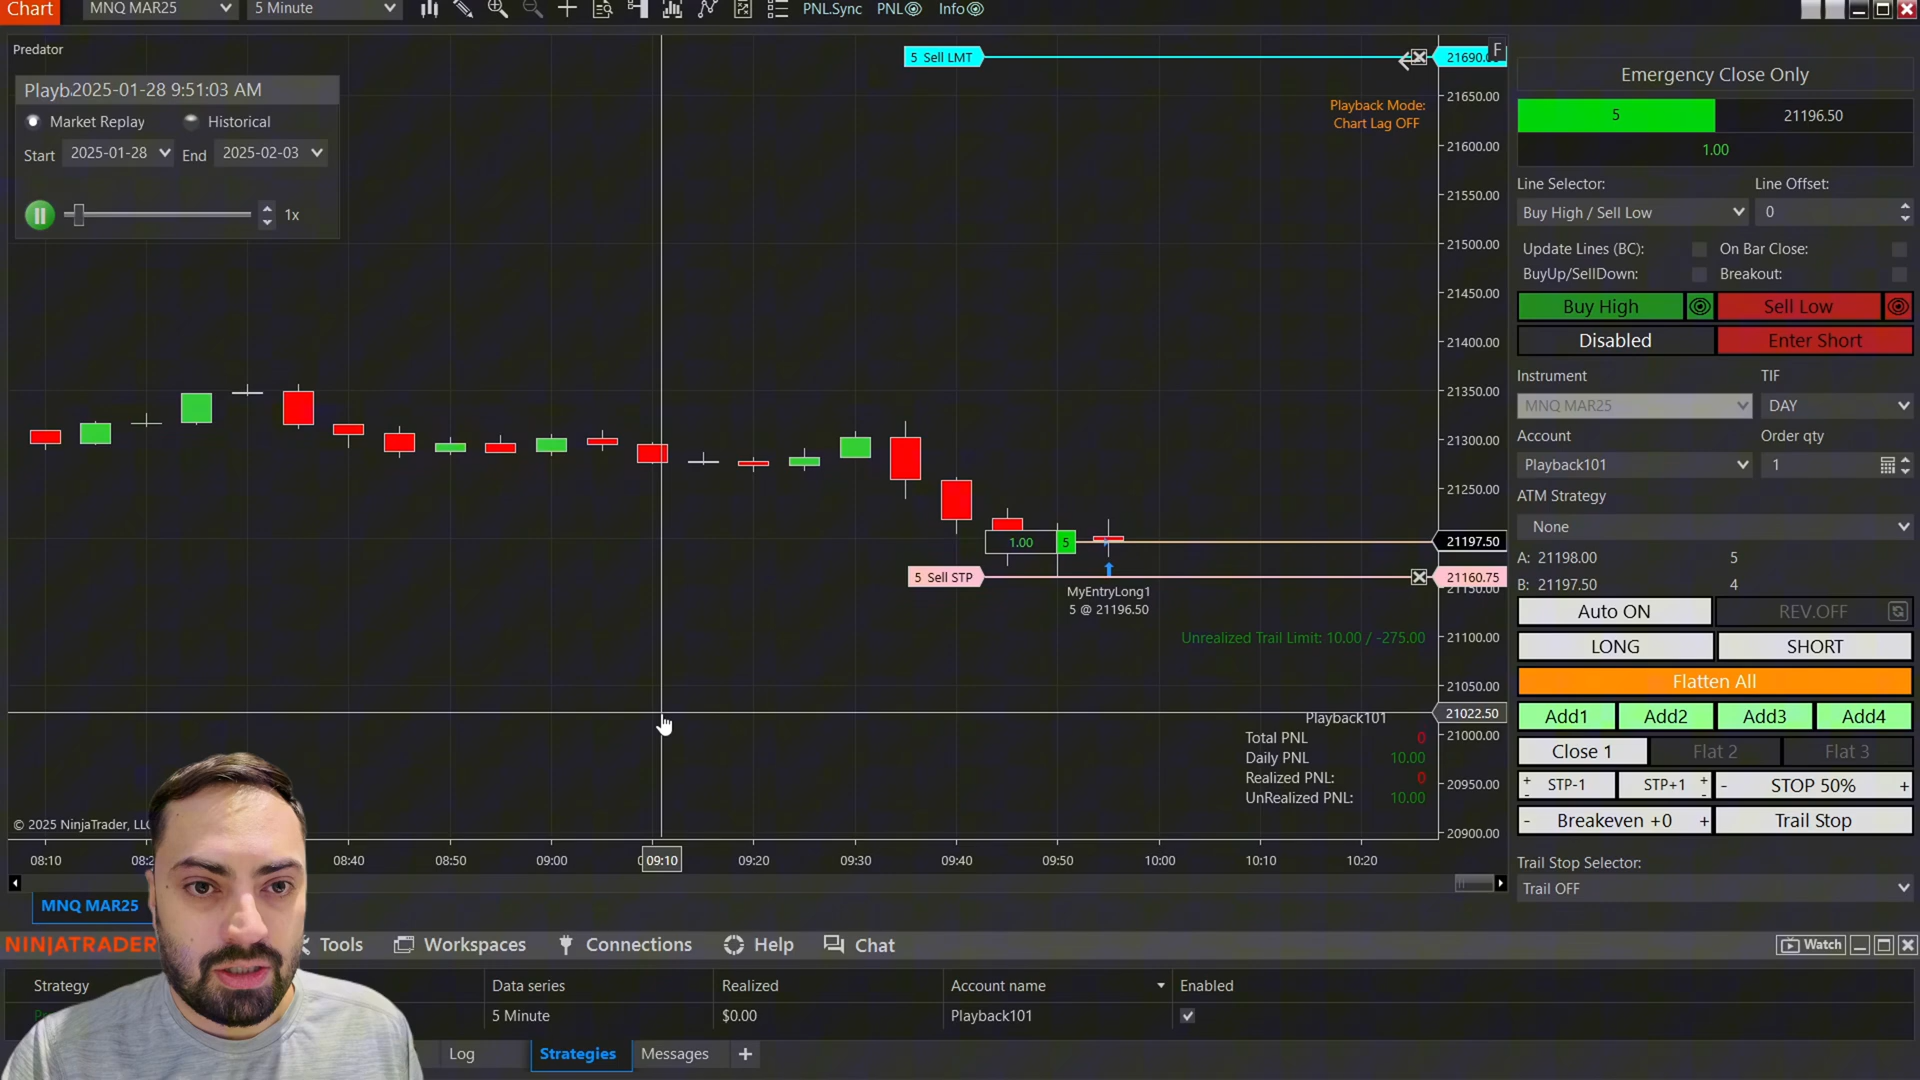 Chart
MNQ MAR25
5 Minute
PNL.Sync
PNL
Info
Predator
Playb
2025-01-28 9:51:03 AM
Market Replay
Historical
Start
2025-01-28
End
2025-02-03
1x
5 Sell LMT
F
Playback Mode:
Chart Lag OFF
21650.00
21600.00
21550.00
21500.00
21450.00
21400.00
21350.00
21300.00
21250.00
21197.50
1.00
5
5 Sell STP
21160.75
21150.00
MyEntryLong1
5 @ 21196.50
Unrealized Trail Limit: 10.00 / -275.00
21100.00
21050.00
21022.50
21000.00
20950.00
20900.00
Playback101
Total PNL 0
Daily PNL 10.00
Realized PNL: 0
UnRealized PNL: 10.00
© 2025 NinjaTrader, LLC
08:10
08:40
08:50
09:00
09:10
09:20
09:30
09:40
09:50
10:00
10:10
10:20
MNQ MAR25
Emergency Close Only
5
21196.50
1.00
Line Selector:
Line Offset:
Buy High / Sell Low
0
Update Lines (BC):
On Bar Close:
BuyUp/SellDown:
Breakout:
Buy High
Sell Low
Disabled
Enter Short
Instrument
TIF
MNQ MAR25
DAY
Account
Order qty
Playback101
1
ATM Strategy
None
A: 21198.00 5
B: 21197.50 4
Auto ON
REV.OFF
LONG
SHORT
Flatten All
Add1
Add2
Add3
Add4
Close 1
Flat 2
Flat 3
+ - STP-1
STP+1 + -
- STOP 50% +
- Breakeven +0 +
Trail Stop
Trail Stop Selector:
Trail OFF
NINJATRADER
Tools
Workspaces
Connections
Help
Chat
Watch
Strategy
Data series
Realized
Account name
Enabled
5 Minute
$0.00
Playback101
Log
Strategies
Messages
+